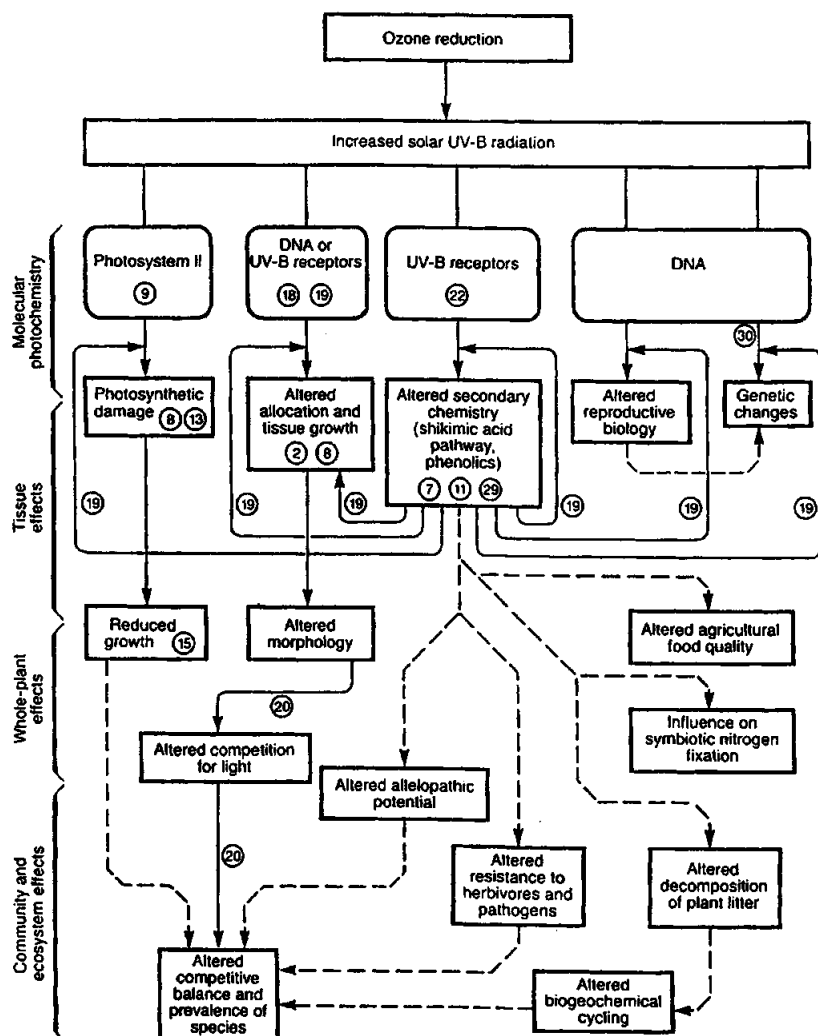 Ozone reduction
Increased solar UV-B radiation
Molecular
photochemistry
Photosystem II
9
DNA or
UV-B receptors
18 19
UV-B receptors
22
DNA
30
Tissue
effects
Photosynthetic
damage 8 13
Altered
allocation and
tissue growth
2 8
Altered secondary
chemistry
(shikimic acid
pathway,
phenolics)
7 11 29
Altered
reproductive
biology
Genetic
changes
19
19
19
19
19
19
Whole-plant
effects
Reduced
growth 15
Altered
morphology
Altered agricultural
food quality
20
Altered competition
for light
Influence on
symbiotic nitrogen
fixation
Community and
ecosystem effects
Altered allelopathic
potential
20
Altered
resistance to
herbivores and
pathogens
Altered
decomposition
of plant litter
Altered
competitive
balance and
prevalence of
species
Altered
biogeochemical
cycling